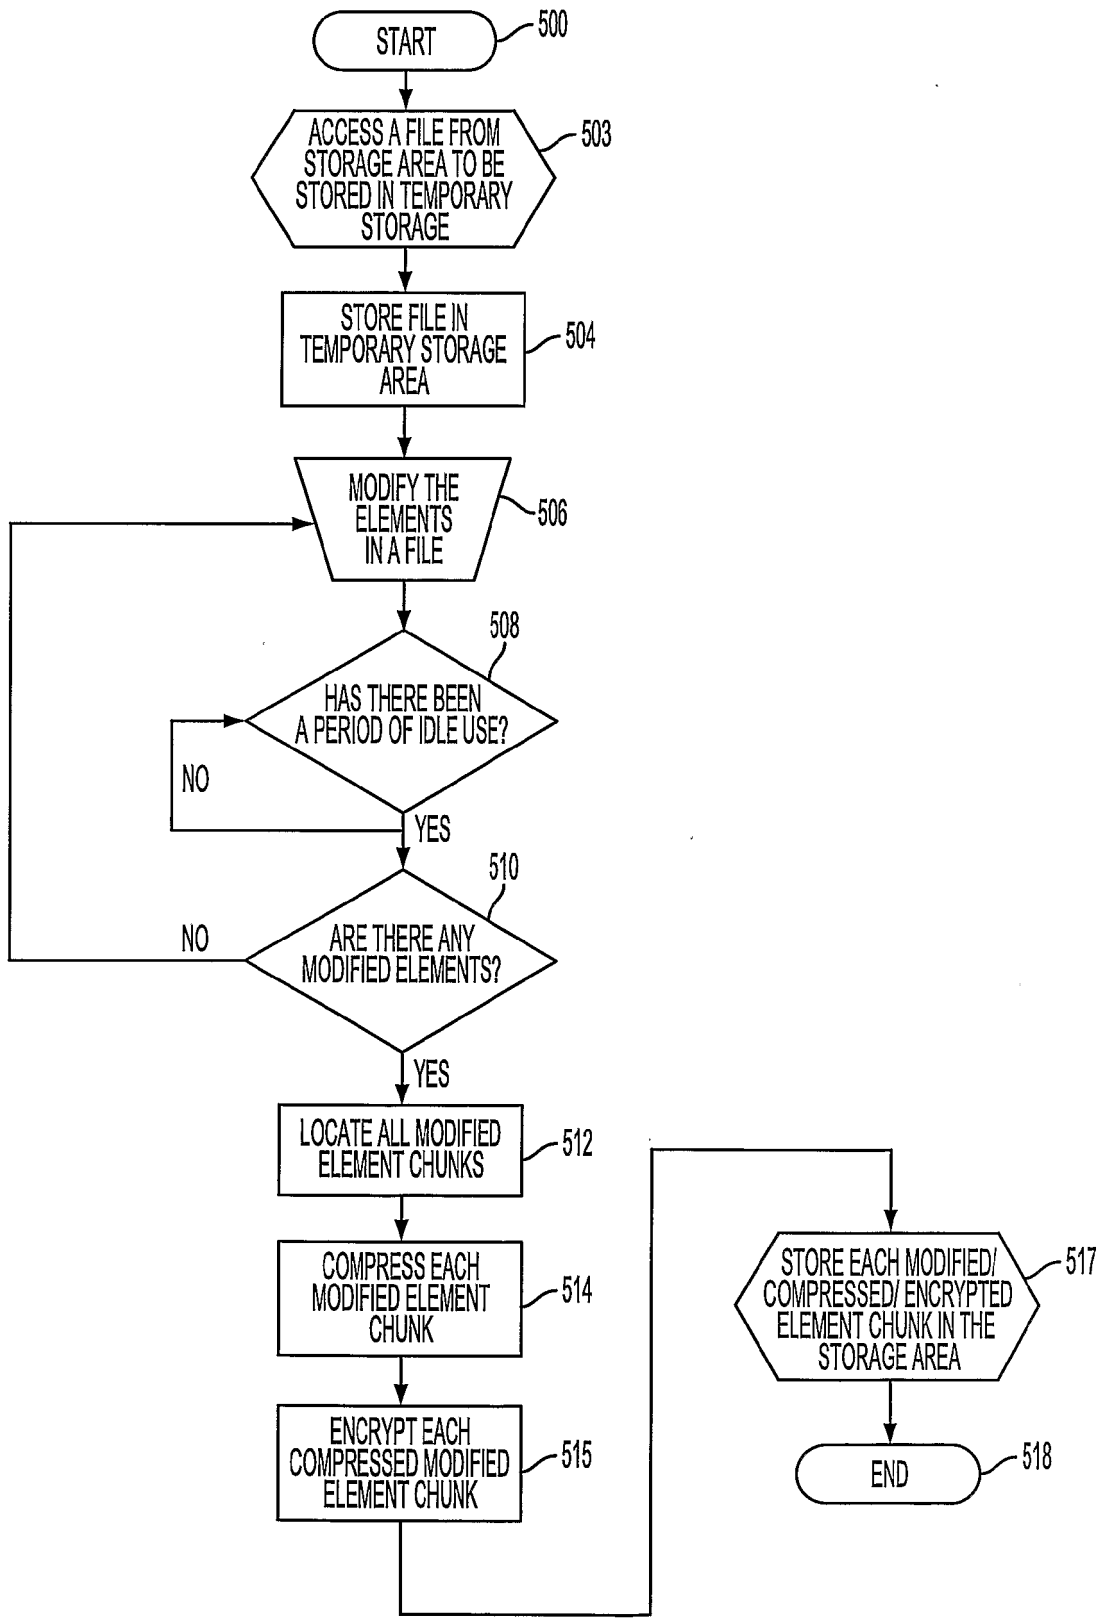 START
500
ACCESS A FILE FROM
STORAGE AREA TO BE
STORED IN TEMPORARY
STORAGE
503
STORE FILE IN
TEMPORARY STORAGE
AREA
504
MODIFY THE
ELEMENTS
IN A FILE
506
508
HAS THERE BEEN
A PERIOD OF IDLE USE?
NO
YES
510
ARE THERE ANY
MODIFIED ELEMENTS?
NO
YES
LOCATE ALL MODIFIED
ELEMENT CHUNKS
512
COMPRESS EACH
MODIFIED ELEMENT
CHUNK
514
ENCRYPT EACH
COMPRESSED MODIFIED
ELEMENT CHUNK
515
STORE EACH MODIFIED/
COMPRESSED/ ENCRYPTED
ELEMENT CHUNK IN THE
STORAGE AREA
517
END
518